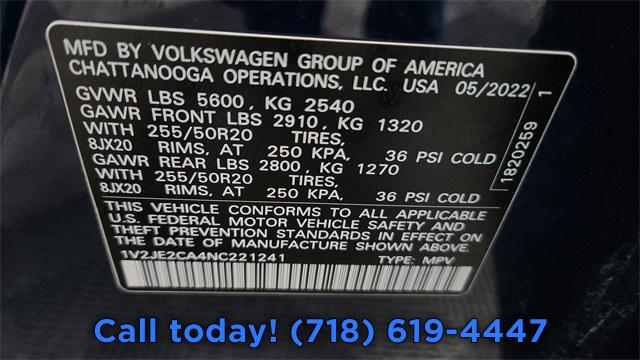 MFD BY VOLKSWAGEN GROUP OF AMERICA
CHATTANOOGA OPERATIONS, LLC. USA 05/2022
GVWR LBS 5600, KG 2540
GAWR FRONT LBS 2910, KG 1320
WITH 255/50R20 TIRES,
8JX20 RIMS, AT 250 KPA, 36 PSI COLD
GAWR REAR LBS 2800, KG 1270
WITH 255/50R20 TIRES,
8JX20 RIMS, AT 250 KPA, 36 PSI COLD
THIS VEHICLE CONFORMS TO ALL APPLICABLE
U.S. FEDERAL MOTOR VEHICLE SAFETY AND
THEFT PREVENTION STANDARDS IN EFFECT ON
THE DATE OF MANUFACTURE SHOWN ABOVE.
1V2JE2CA4NC221241 TYPE: MPV
1820259 1
Call today! (718) 619-4447